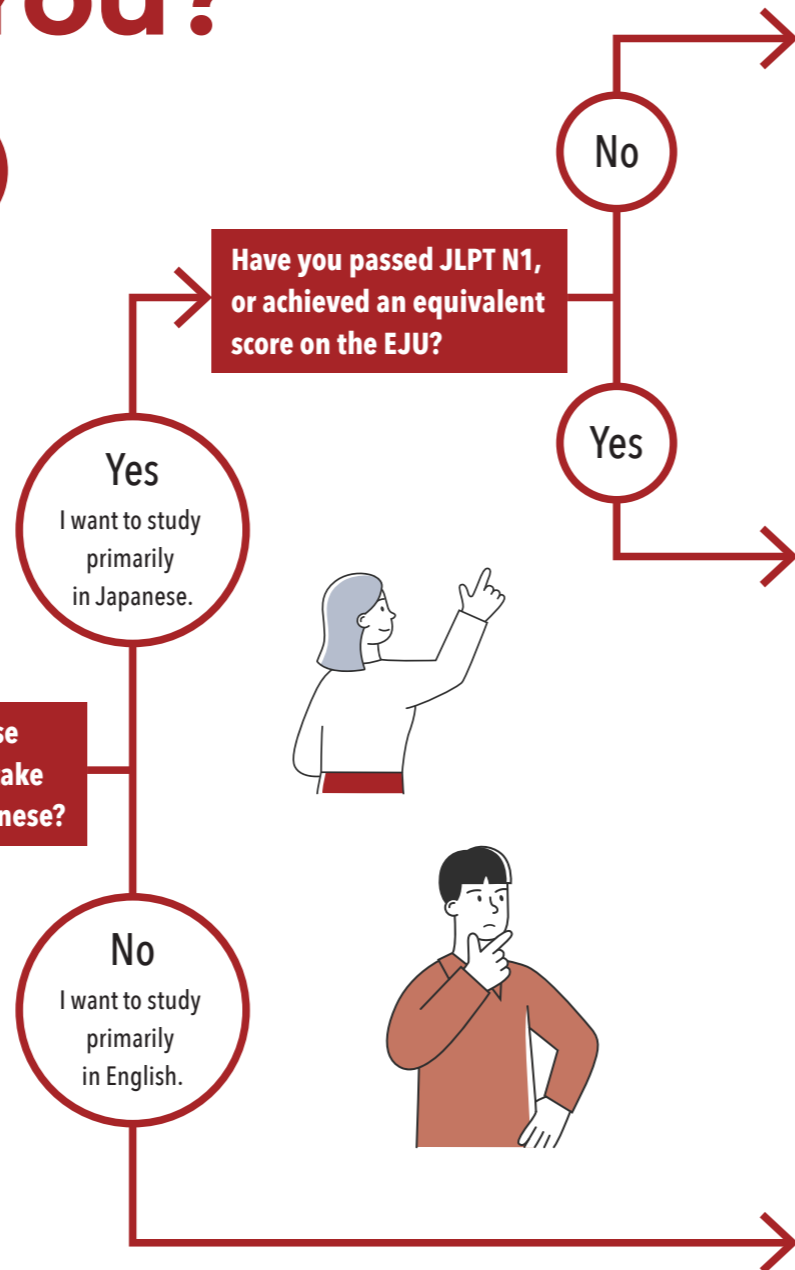 You?
No
Have you passed JLPT N1,
or achieved an equivalent
score on the EJU?
Yes
Yes
I want to study
primarily
in Japanese.
No
I want to study
primarily
in English.